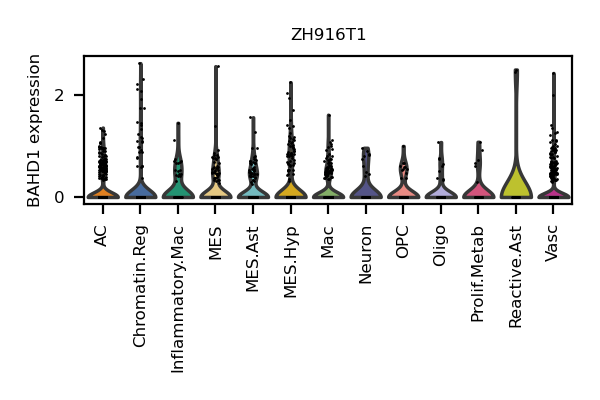 ZH916T1
BAHD1 expression
2
0
AC
Chromatin.Reg
Inflammatory.Mac
MES
MES.Ast
MES.Hyp
Mac
Neuron
OPC
Oligo
Prolif.Metab
Reactive.Ast
Vasc